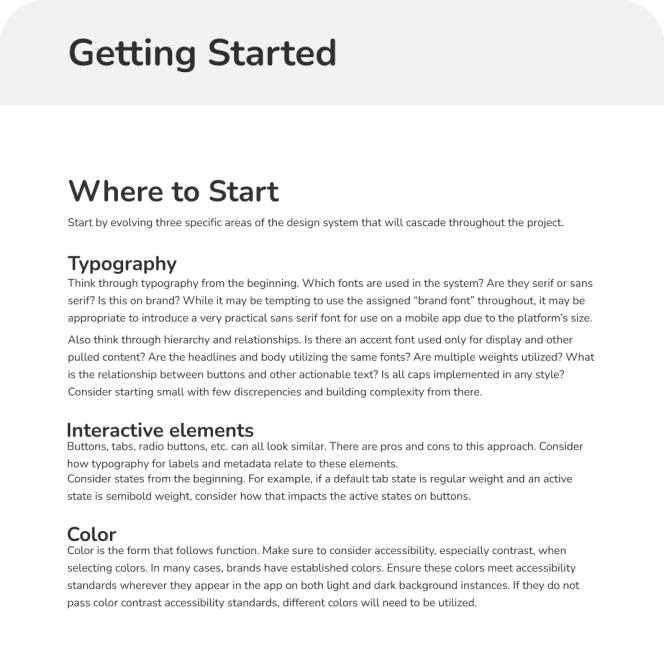 Getting Started
Where to Start
Start by evolving three specific areas of the design system that will cascade throughout the project.
Typography
Think through typography from the beginning. Which fonts are used in the system? Are they serif or sans
serif? Is this on brand? While it may be tempting to use the assigned “brand font” throughout, it may be
appropriate to introduce a very practical sans serif font for use on a mobile app due to the platform’s size.
Also think through hierarchy and relationships. Is there an accent font used only for display and other
pulled content? Are the headlines and body utilizing the same fonts? Are multiple weights utilized? What
is the relationship between buttons and other actionable text? Is all caps implemented in any style?
Consider starting small with few discrepencies and building complexity from there.
Interactive elements
Buttons, tabs, radio buttons, etc. can all look similar. There are pros and cons to this approach. Consider
how typography for labels and metadata relate to these elements.
Consider states from the beginning. For example, if a default tab state is regular weight and an active
state is semibold weight, consider how that impacts the active states on buttons.
Color
Color is the form that follows function. Make sure to consider accessibility, especially contrast, when
selecting colors. In many cases, brands have established colors. Ensure these colors meet accessibility
standards wherever they appear in the app on both light and dark background instances. If they do not
pass color contrast accessibility standards, different colors will need to be utilized.